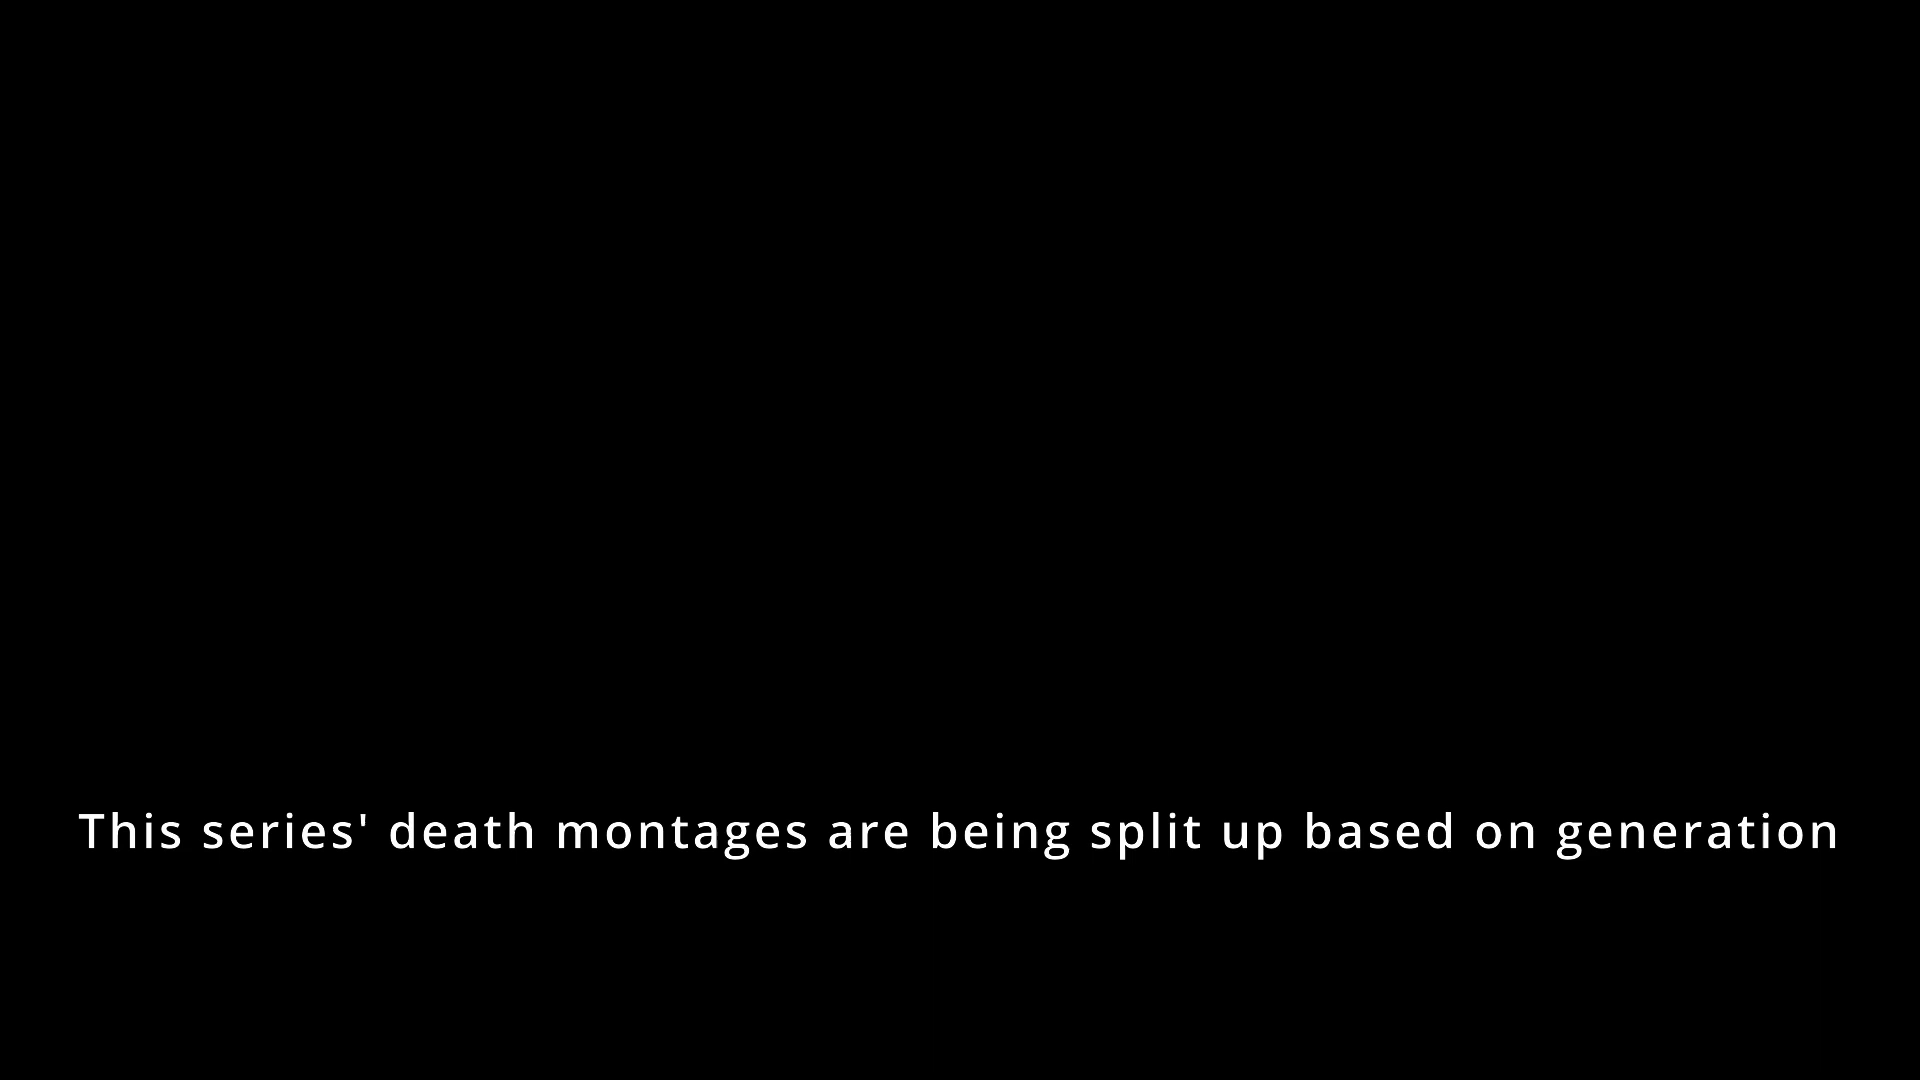 This series' death montages are being split up based on generation